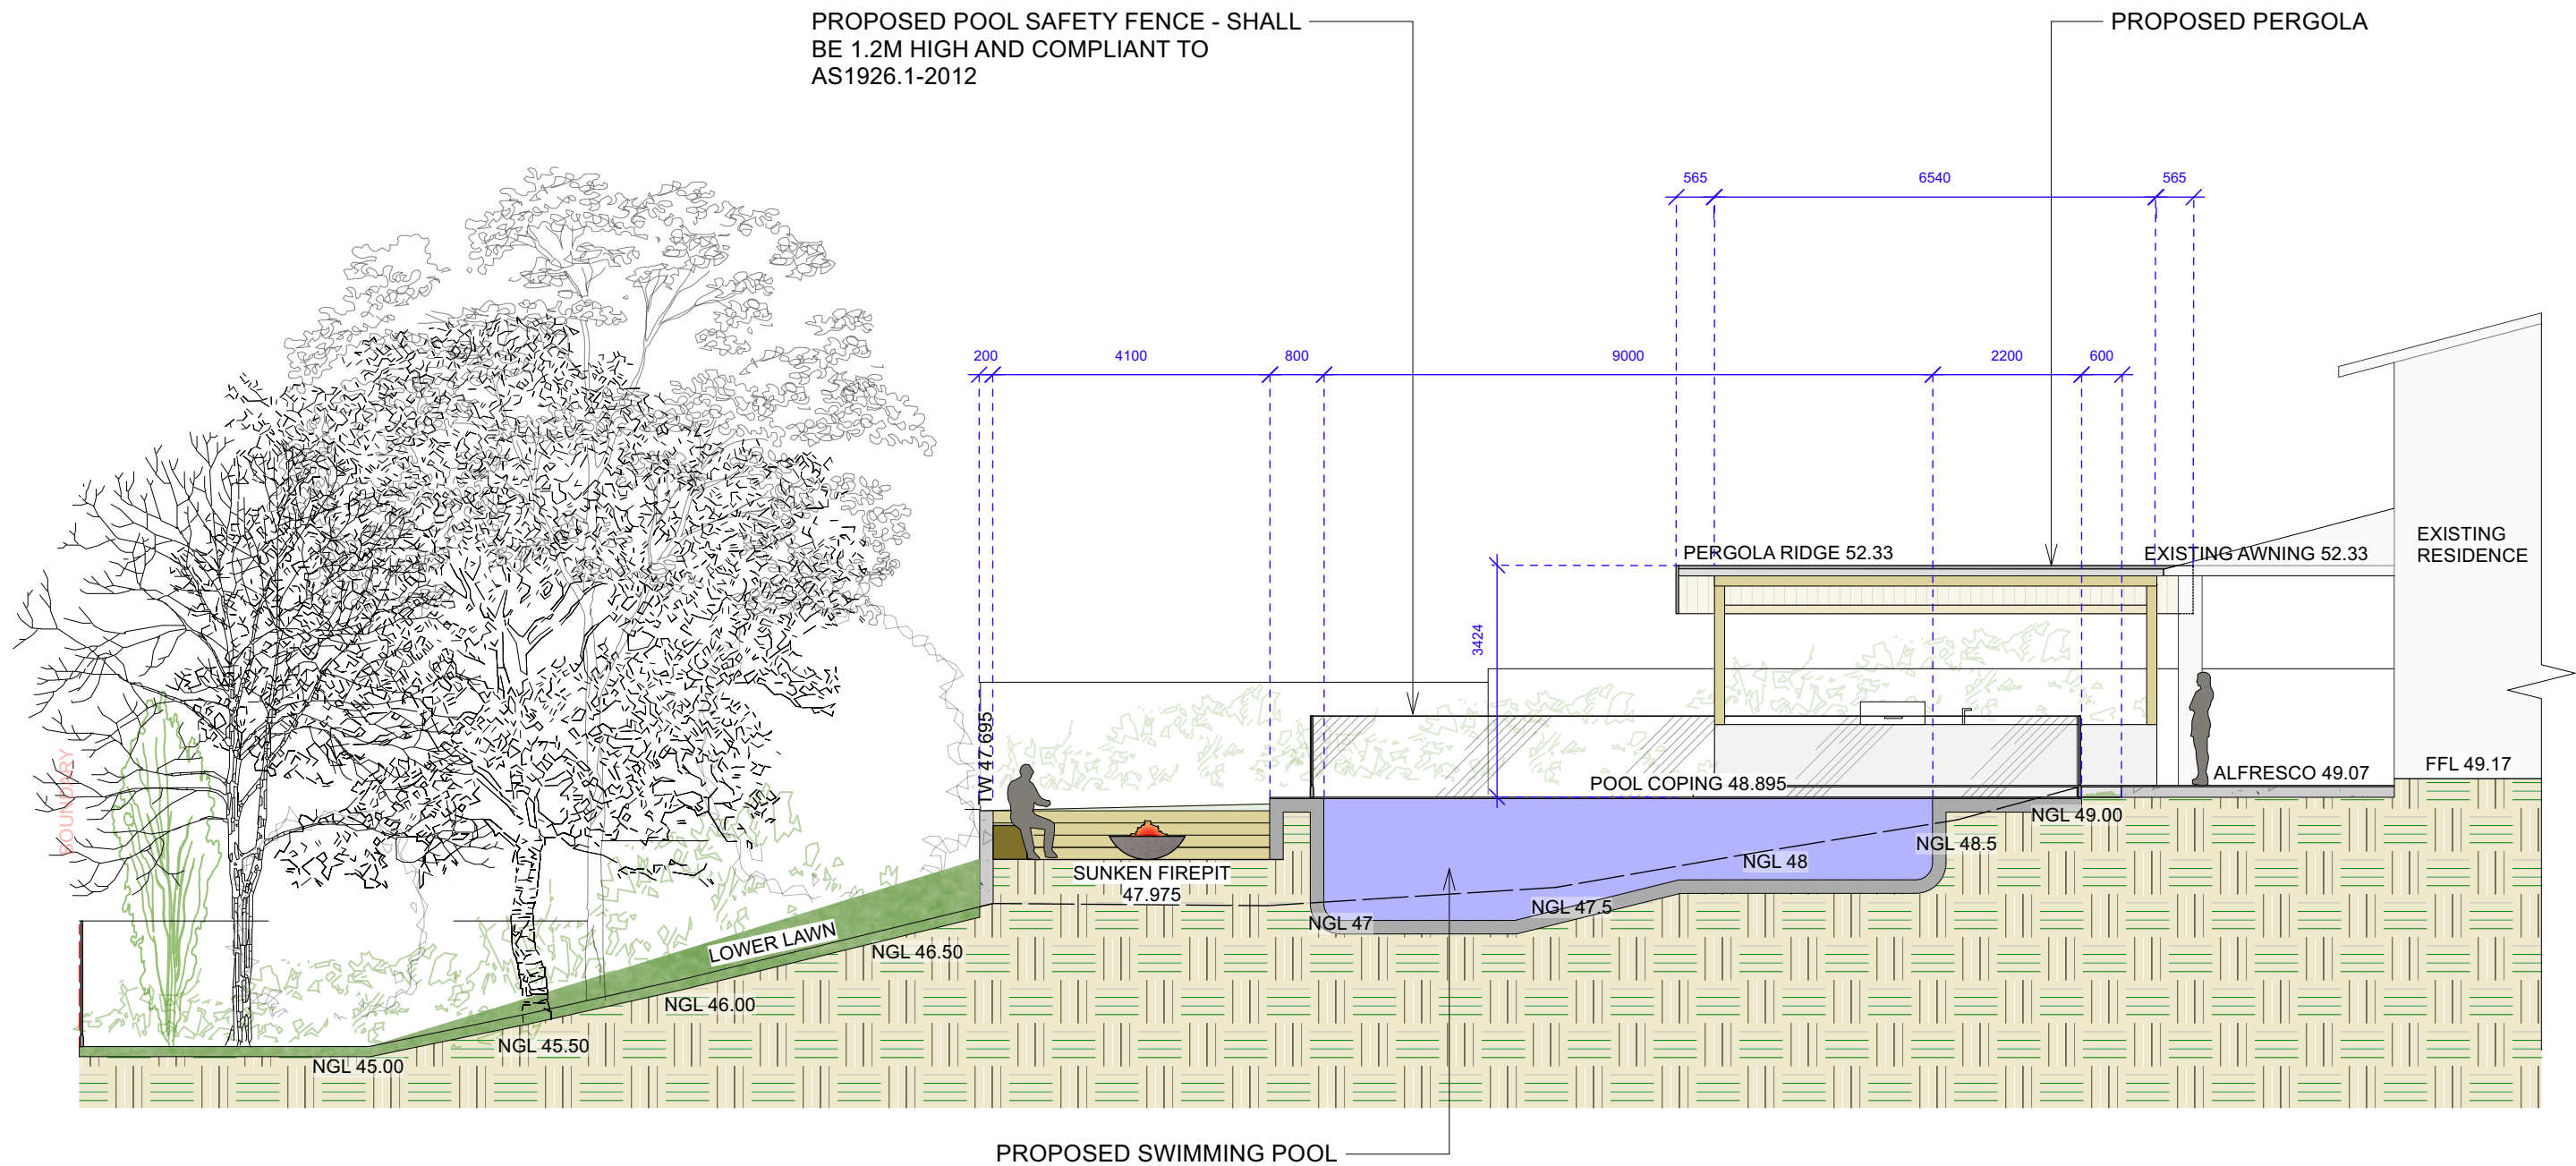 PROPOSED POOL SAFETY FENCE - SHALL
BE 1.2M HIGH AND COMPLIANT TO
AS1926.1-2012
PROPOSED PERGOLA
565
6540
565
200
4100
800
9000
2200
600
3424
PERGOLA RIDGE 52.33
EXISTING AWNING 52.33
EXISTING
RESIDENCE
TW 47.695
BOUNDARY
POOL COPING 48.895
ALFRESCO 49.07
FFL 49.17
NGL 49.00
NGL 48.5
NGL 48
NGL 47.5
NGL 47
SUNKEN FIREPIT
47.975
LOWER LAWN
NGL 46.50
NGL 46.00
NGL 45.50
NGL 45.00
PROPOSED SWIMMING POOL